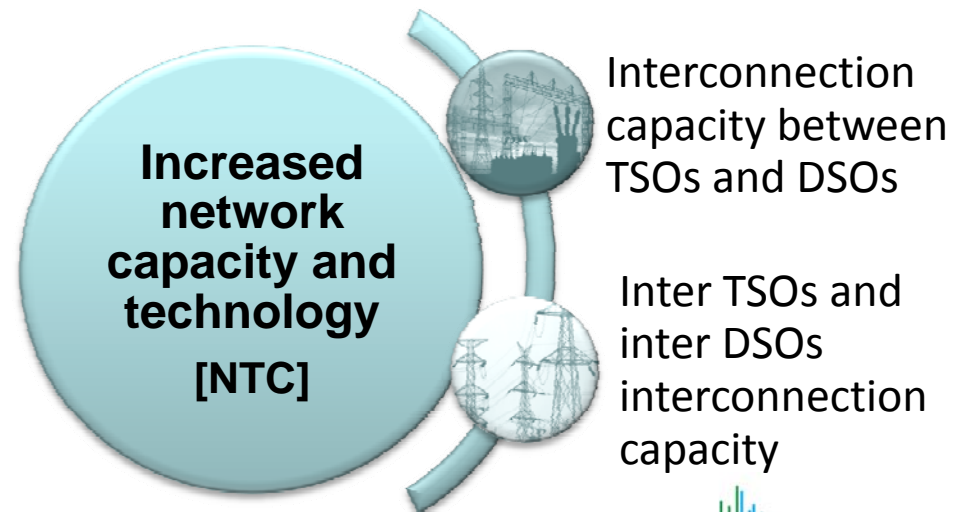 Increased
network
capacity and
technology
[NTC]
Interconnection
capacity between
TSOs and DSOs
Inter TSOs and
inter DSOs
interconnection
capacity